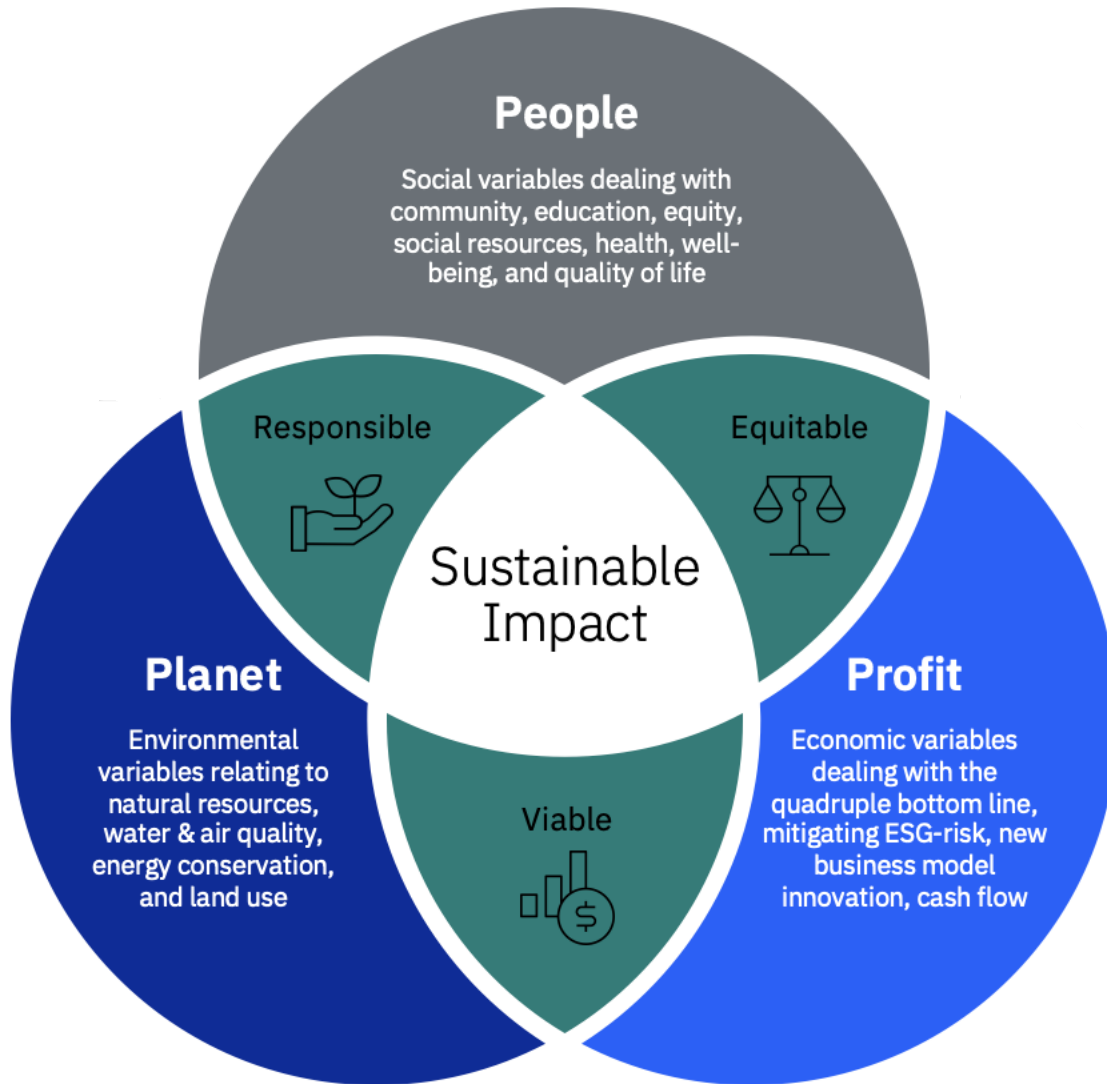 People
Social variables dealing with
community, education, equity,
social resources, health, well-
being, and quality of life
Responsible
Equitable
Sustainable
Impact
Planet
Environmental
variables relating to
natural resources,
water & air quality,
energy conservation,
and land use
Profit
Economic variables
dealing with the
quadruple bottom line,
mitigating ESG-risk, new
business model
innovation, cash flow
Viable
$